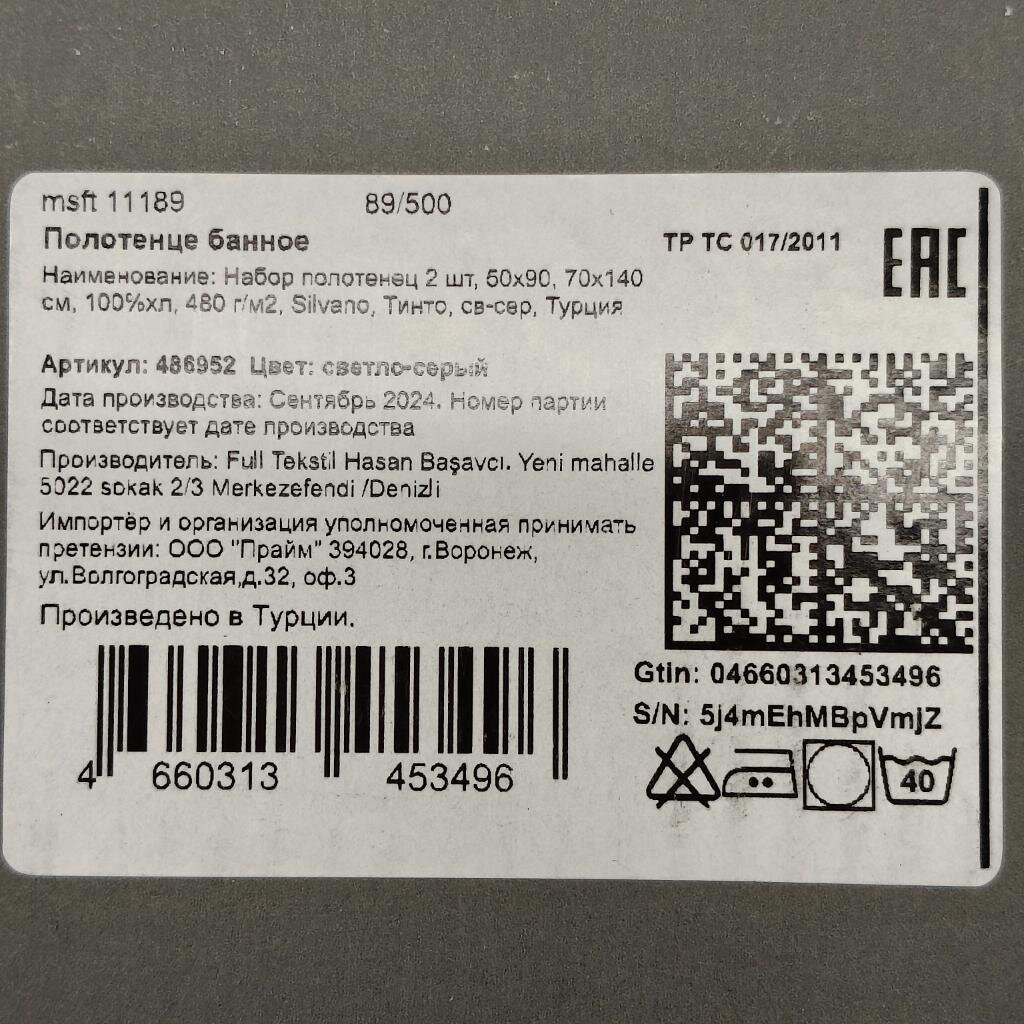 msft 11189 89/500
Полотенце банное
ТР ТС 017/2011
EAC
Наименование: Набор полотенец 2 шт, 50х90, 70х140
см, 100%хл, 480 г/м2, Silvano, Тинто, св-сер, Турция
Артикул: 486952 Цвет: светло-серый
Дата производства: Сентябрь 2024. Номер партии
соответствует дате производства
Производитель: Full Tekstil Hasan Başavcı. Yeni mahalle
5022 sokak 2/3 Merkezefendi /Denizli
Импортёр и организация уполномоченная принимать
претензии: ООО "Прайм" 394028, г.Воронеж,
ул.Волгоградская,д.32, оф.3
Произведено в Турции.
4 660313 453496
Gtin: 04660313453496
S/N: 5j4mEhMBpVmjZ
40